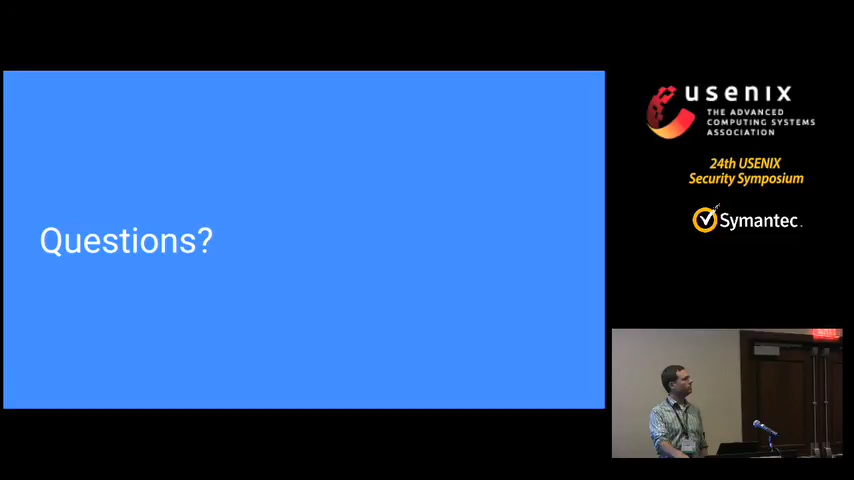 Questions?
usenix
THE ADVANCED
COMPUTING SYSTEMS
ASSOCIATION
24th USENIX
Security Symposium
Symantec.